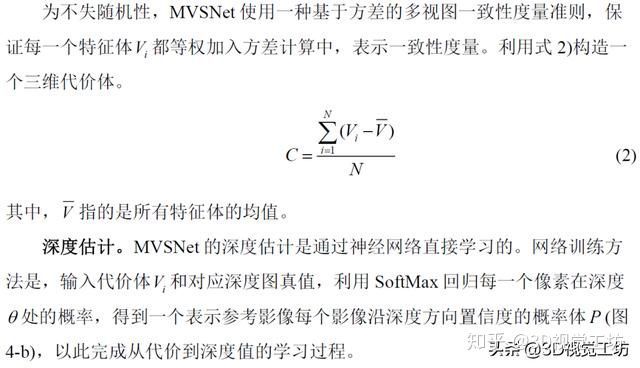 为不失随机性，MVSNet 使用一种基于方差的多视图一致性度量准则，保
证每一个特征体 V_i 都等权加入方差计算中，表示一致性度量。利用式 2)构造一
个三维代价体。
C = \frac{\sum_{i=1}^{N}(V_i - \overline{V})}{N} (2)
其中，\overline{V} 指的是所有特征体的均值。
深度估计。MVSNet 的深度估计是通过神经网络直接学习的。网络训练方
法是，输入代价体 V_i 和对应深度图真值，利用 SoftMax 回归每一个像素在深度
θ 处的概率，得到一个表示参考影像每个影像沿深度方向置信度的概率体 P (图
4-b)，以此完成从代价到深度值的学习过程。
知乎 @3D视觉工坊
头条 @3D视觉工坊